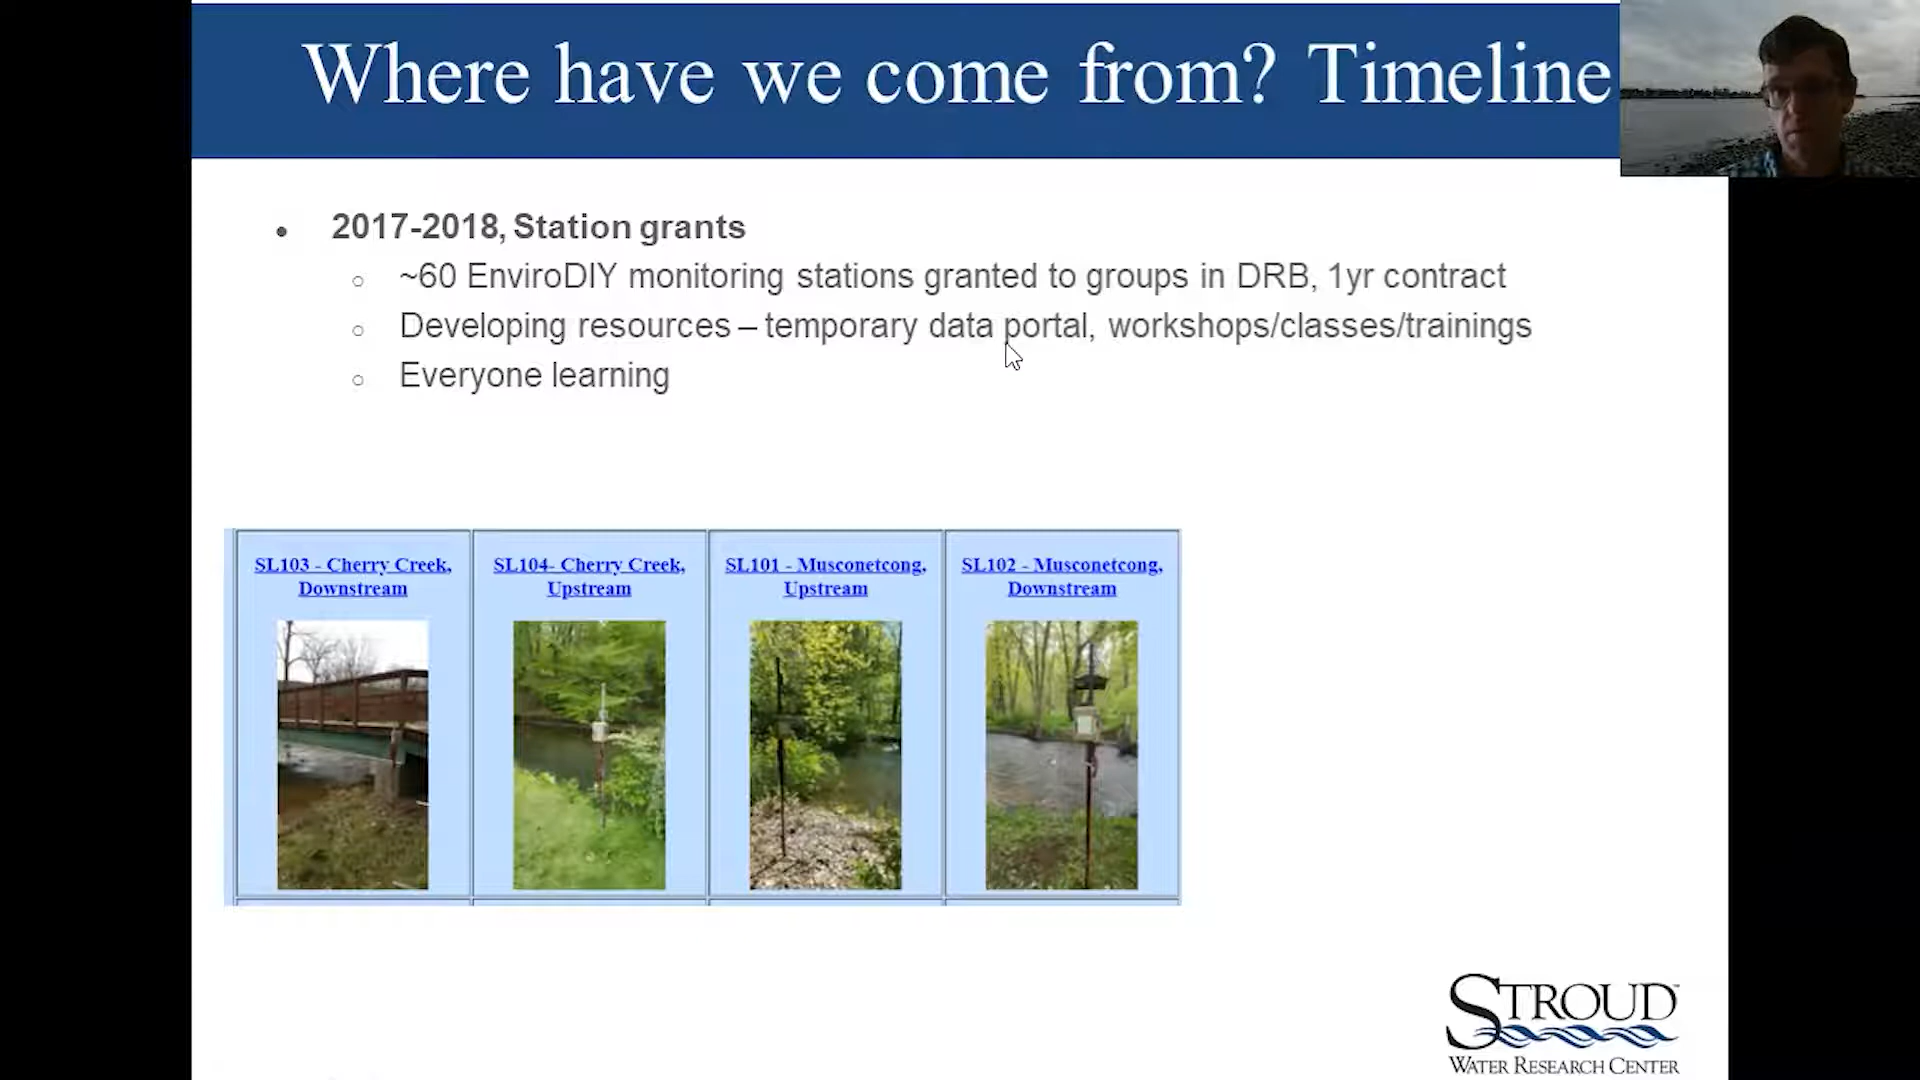 Where have we come from? Timeline
• 2017-2018, Station grants
○ ~60 EnviroDIY monitoring stations granted to groups in DRB, 1yr contract
○ Developing resources – temporary data portal, workshops/classes/trainings
○ Everyone learning
SL103 - Cherry Creek,
Downstream
SL104- Cherry Creek,
Upstream
SL101 - Musconetcong,
Upstream
SL102 - Musconetcong,
Downstream
STROUD™
WATER RESEARCH CENTER